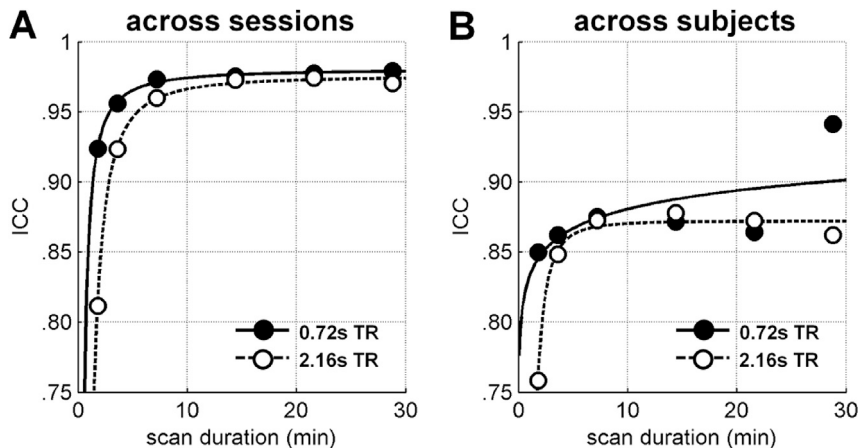 A across sessions
1
.95
.90
.85
.80
.75
ICC
0 10 20 30
scan duration (min)
0.72s TR
2.16s TR
B across subjects
1
.95
.90
.85
.80
.75
ICC
0 10 20 30
scan duration (min)
0.72s TR
2.16s TR